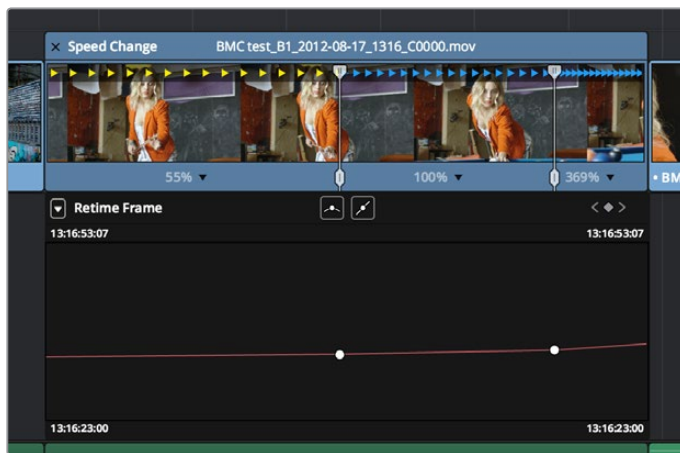 × Speed Change BMC test_B1_2012-08-17_1316_C0000.mov
55% 100% 369%
• BM
Retime Frame
13:16:53:07 13:16:53:07
13:16:23:00 13:16:23:00